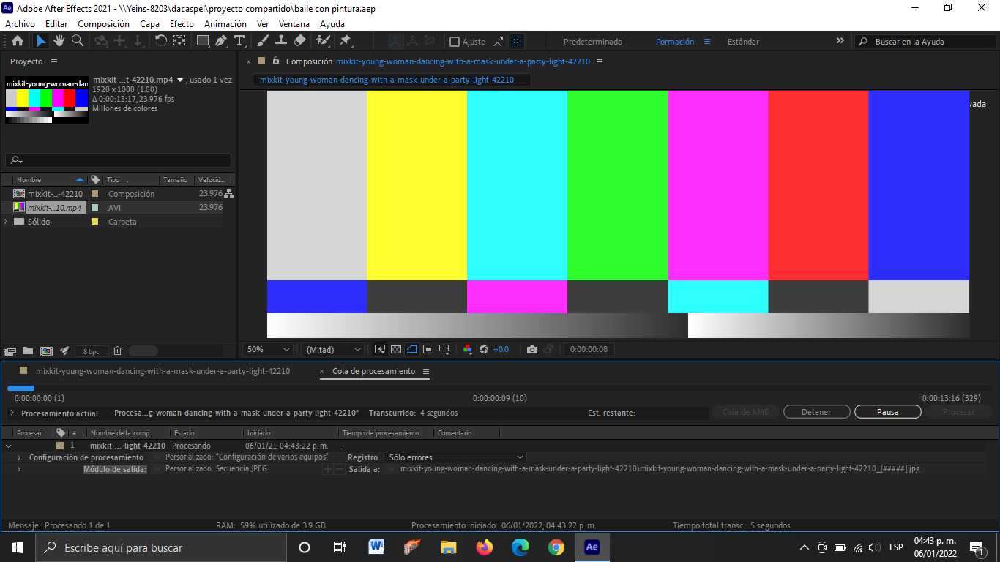 Adobe After Effects 2021 - \\Yeins-8203\dacaspel\proyecto compartido\baile con pintura.aep
Archivo Editar Composición Capa Efecto Animación Ver Ventana Ayuda
Ajuste Predeterminado Formación Estándar Buscar en la Ayuda
Proyecto
Composición mixkit-young-woman-dancing-with-a-mask-under-a-party-light-42210
mixkit-young-woman-dan
mixkit-...t-42210.mp4 , usado 1 vez
1920 x 1080 (1.00)
Δ 0:00:13:17, 23.976 fps
Millones de colores
mixkit-young-woman-dancing-with-a-mask-under-a-party-light-42210
vada
Nombre Tipo Tamaño Velocid...
mixkit-...-42210 Composición 23.976
mixkit-...10.mp4 AVI 23.976
Sólido Carpeta
8 bpc
50% (Mitad) +0.0 0:00:00:08
mixkit-young-woman-dancing-with-a-mask-under-a-party-light-42210 × Cola de procesamiento
0:00:00:00 (1) 0:00:00:09 (10) 0:00:13:16 (329)
Procesamiento actual Procesa...g-woman-dancing-with-a-mask-under-a-party-light-42210" Transcurrido: 4 segundos Est. restante: Cola de AME Detener Pausa Procesar
Procesar # Nombre de la comp. Estado Iniciado Tiempo de procesamiento Comentario
1 mixkit-...-light-42210 Procesando 06/01/2... 04:43:22 p. m. -
Configuración de procesamiento: Personalizado: "Configuración de varios equipos" Registro: Sólo errores
Módulo de salida: Personalizado: Secuencia JPEG Salida a: mixkit-young-woman-dancing-with-a-mask-under-a-party-light-42210\mixkit-young-woman-dancing-with-a-mask-under-a-party-light-42210_[#####].jpg
Mensaje: Procesando 1 de 1 RAM: 59% utilizado de 3.9 GB Procesamiento iniciado: 06/01/2022, 04:43:22 p. m. Tiempo total transc.: 5 segundos
Escribe aquí para buscar ESP 04:43 p. m.
06/01/2022